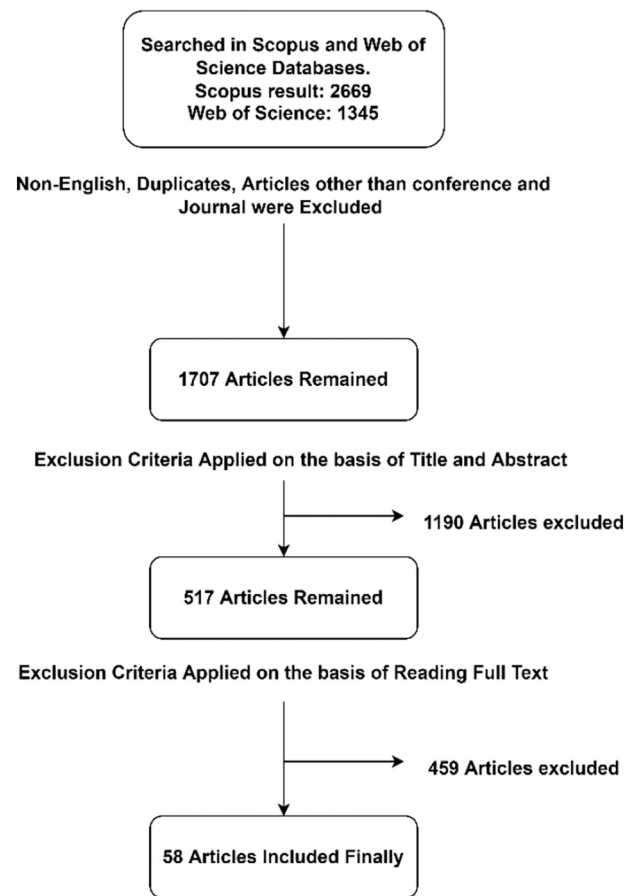 Searched in Scopus and Web of
Science Databases.
Scopus result: 2669
Web of Science: 1345
Non-English, Duplicates, Articles other than conference and
Journal were Excluded
1707 Articles Remained
Exclusion Criteria Applied on the basis of Title and Abstract
1190 Articles excluded
517 Articles Remained
Exclusion Criteria Applied on the basis of Reading Full Text
459 Articles excluded
58 Articles Included Finally